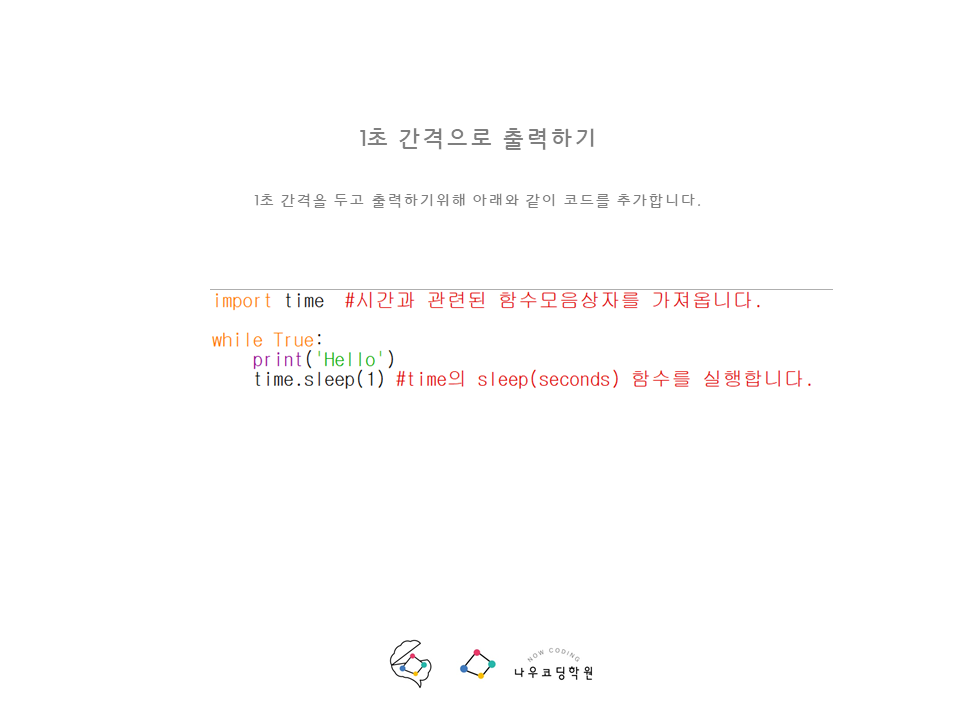 1초 간격으로 출력하기
1초 간격을 두고 출력하기위해 아래와 같이 코드를 추가합니다.
import time  #시간과 관련된 함수모음상자를 가져옵니다.
while True:
    print('Hello')
    time.sleep(1) #time의 sleep(seconds) 함수를 실행합니다.
NOW CODING
나우코딩학원